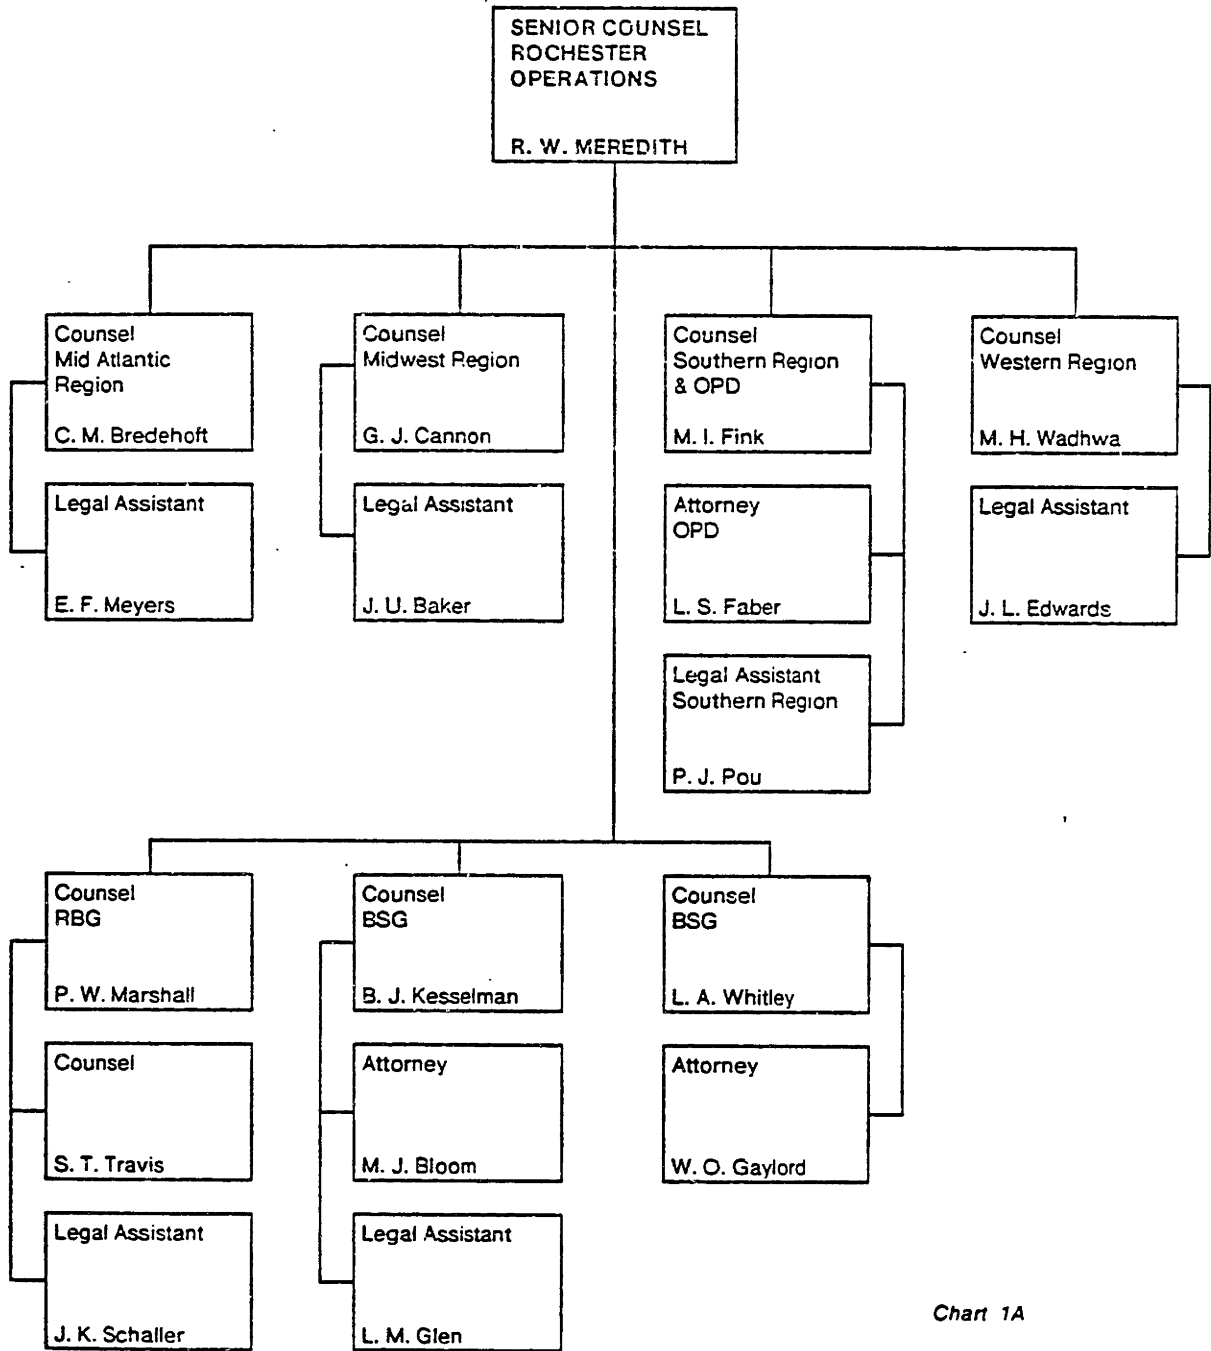 SENIOR COUNSEL
ROCHESTER
OPERATIONS
R. W. MEREDITH
Counsel
Mid Atlantic
Region
C. M. Bredehoft
Counsel
Midwest Region
G. J. Cannon
Counsel
Southern Region
& OPD
M. I. Fink
Counsel
Western Region
M. H. Wadhwa
Legal Assistant
E. F. Meyers
Legal Assistant
J. U. Baker
Attorney
OPD
L. S. Faber
Legal Assistant
J. L. Edwards
Legal Assistant
Southern Region
P. J. Pou
Counsel
RBG
P. W. Marshall
Counsel
BSG
B. J. Kesselman
Counsel
BSG
L. A. Whitley
Counsel
S. T. Travis
Attorney
M. J. Bloom
Attorney
W. O. Gaylord
Legal Assistant
J. K. Schaller
Legal Assistant
L. M. Glen
Chart 1A